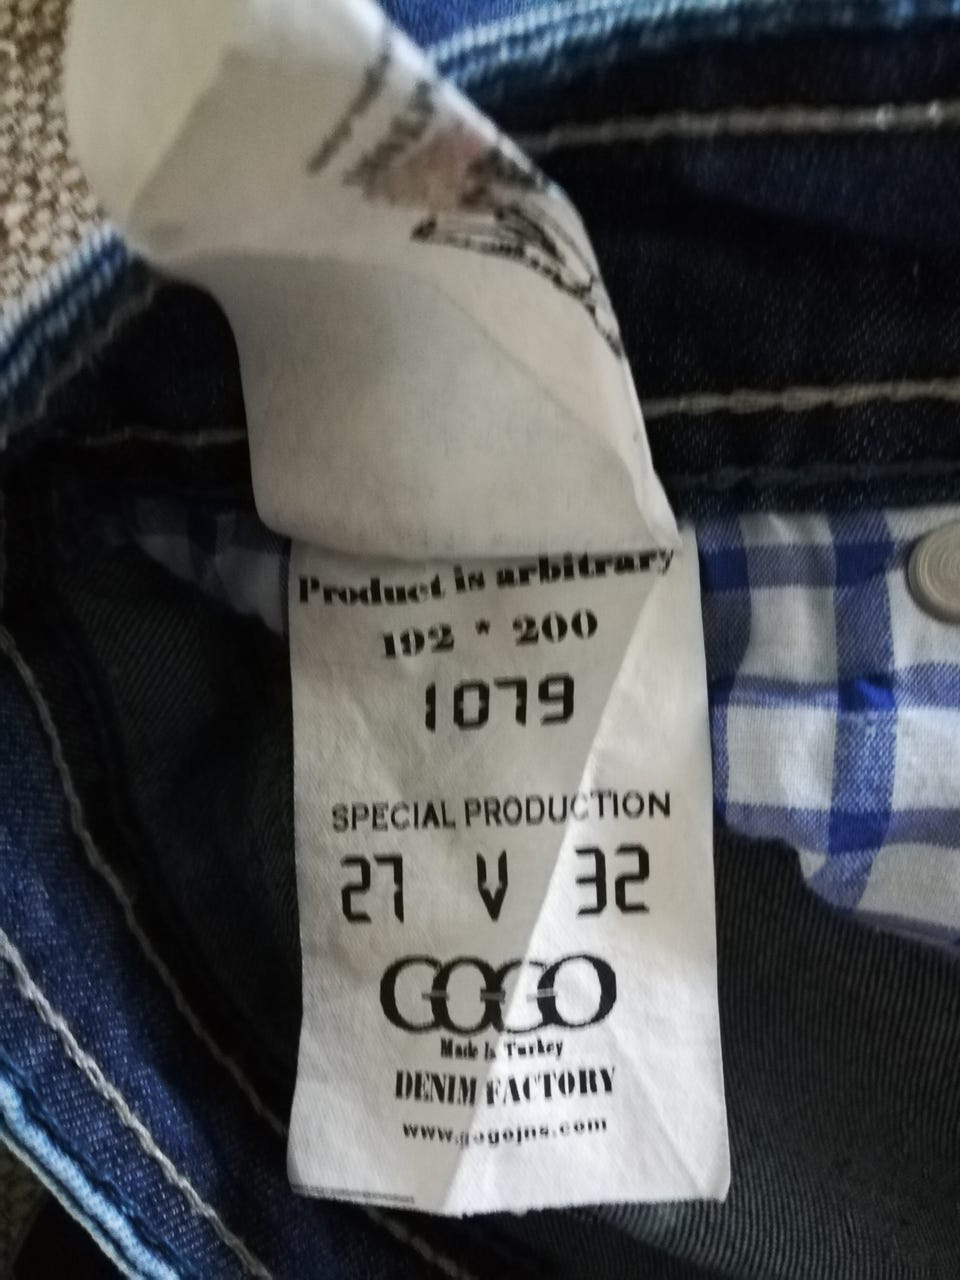 Product is arbitrary
192 * 200
1079
SPECIAL PRODUCTION
27 V 32
GOGO
Made In Turkey
DENIM FACTORY
www.gogojns.com